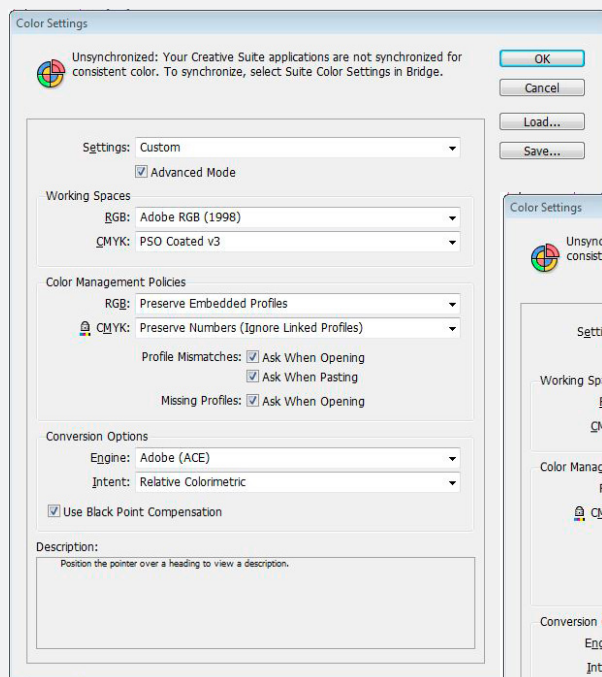 Color Settings
Unsynchronized: Your Creative Suite applications are not synchronized for
consistent color. To synchronize, select Suite Color Settings in Bridge.
OK
Cancel
Load...
Save...
Settings: Custom
Advanced Mode
Working Spaces
RGB: Adobe RGB (1998)
CMYK: PSO Coated v3
Color Management Policies
RGB: Preserve Embedded Profiles
CMYK: Preserve Numbers (Ignore Linked Profiles)
Profile Mismatches: Ask When Opening
Ask When Pasting
Missing Profiles: Ask When Opening
Conversion Options
Engine: Adobe (ACE)
Intent: Relative Colorimetric
Use Black Point Compensation
Description:
Position the pointer over a heading to view a description.
Color Settings
Working
Color
Conversion